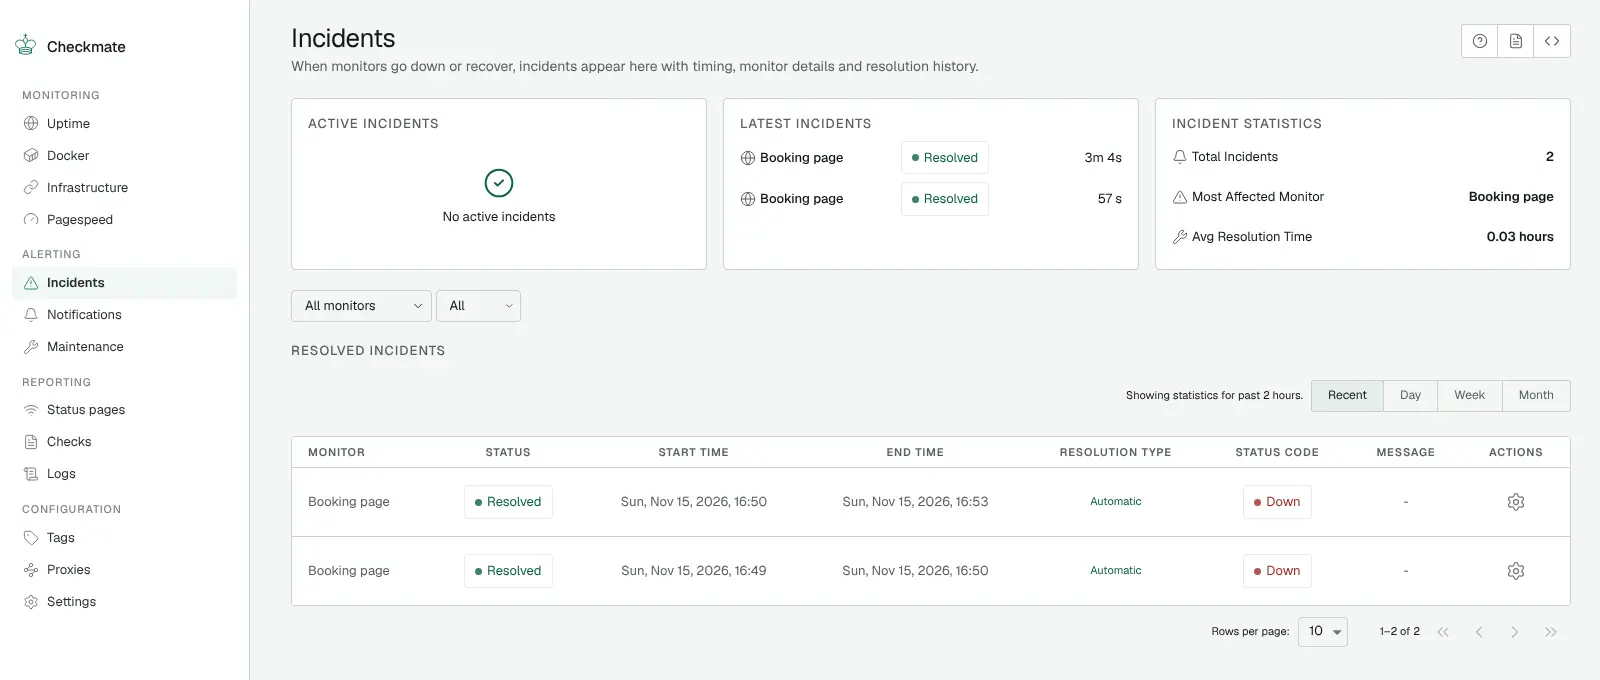 Checkmate
MONITORING
Uptime
Docker
Infrastructure
Pagespeed
ALERTING
Incidents
Notifications
Maintenance
REPORTING
Status pages
Checks
Logs
CONFIGURATION
Tags
Proxies
Settings
Incidents
When monitors go down or recover, incidents appear here with timing, monitor details and resolution history.
ACTIVE INCIDENTS
No active incidents
LATEST INCIDENTS
Booking page Resolved 3m 4s
Booking page Resolved 57 s
INCIDENT STATISTICS
Total Incidents 2
Most Affected Monitor Booking page
Avg Resolution Time 0.03 hours
All monitors All
RESOLVED INCIDENTS
Showing statistics for past 2 hours. Recent Day Week Month
MONITOR STATUS START TIME END TIME RESOLUTION TYPE STATUS CODE MESSAGE ACTIONS
Booking page Resolved Sun, Nov 15, 2026, 16:50 Sun, Nov 15, 2026, 16:53 Automatic Down -
Booking page Resolved Sun, Nov 15, 2026, 16:49 Sun, Nov 15, 2026, 16:50 Automatic Down -
Rows per page: 10 1–2 of 2